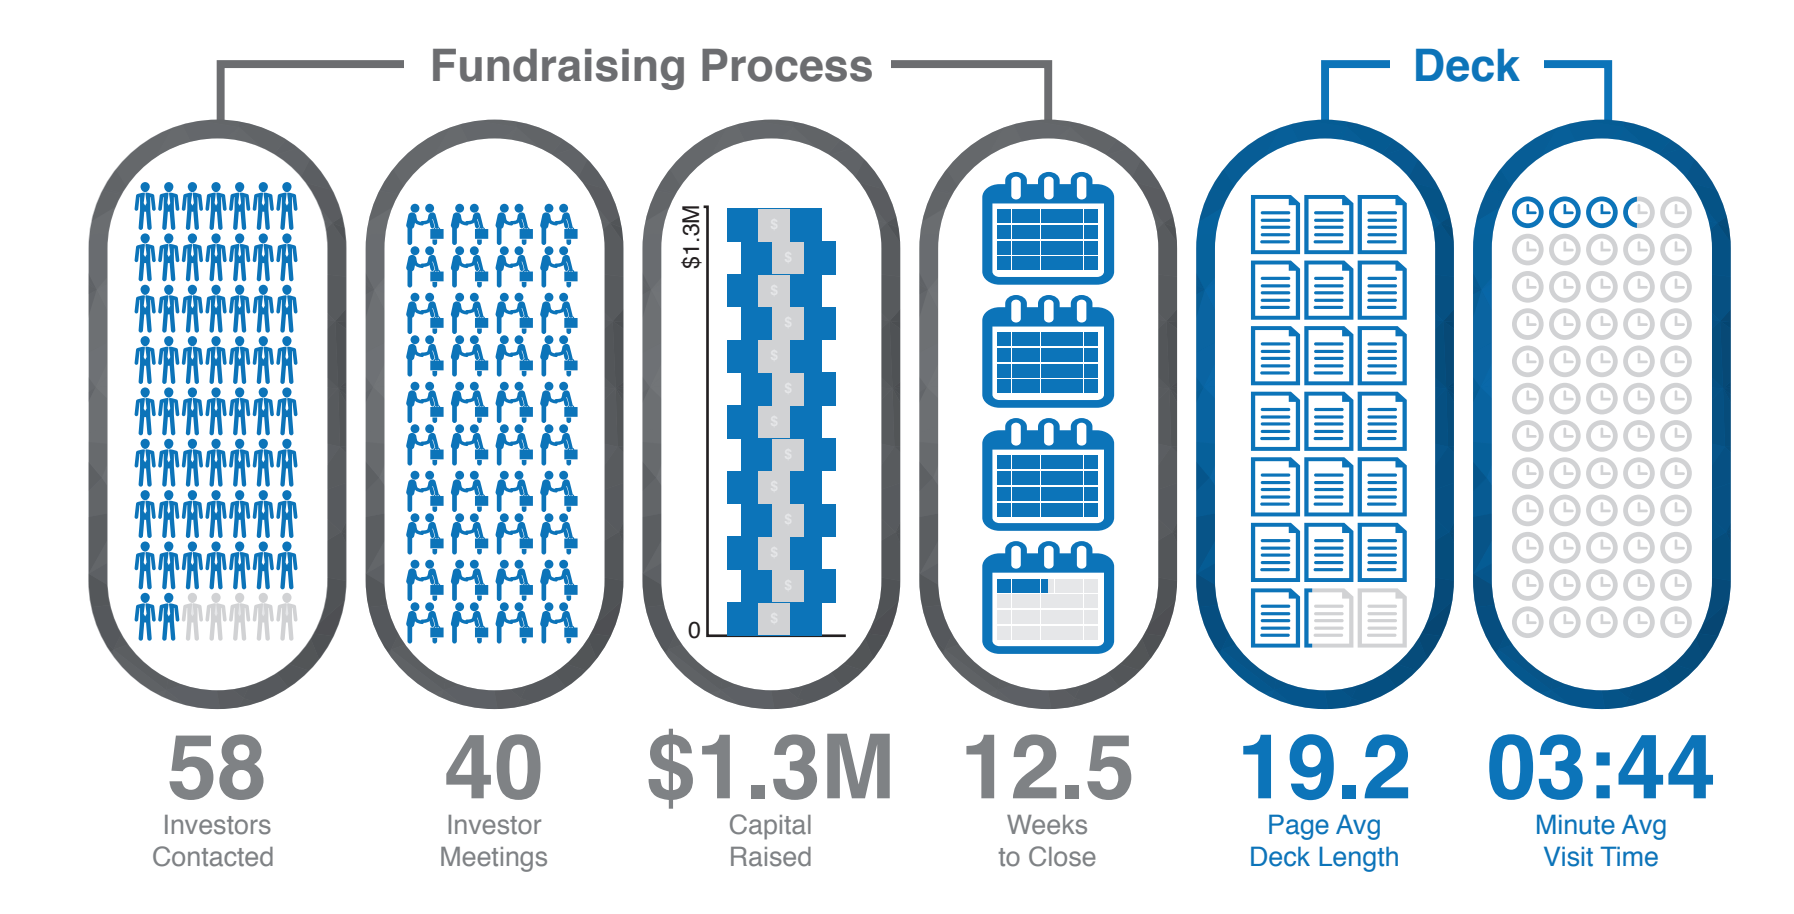 Fundraising Process
Deck
$1.3M
0
58
Investors
Contacted
40
Investor
Meetings
$1.3M
Capital
Raised
12.5
Weeks
to Close
19.2
Page Avg
Deck Length
03:44
Minute Avg
Visit Time